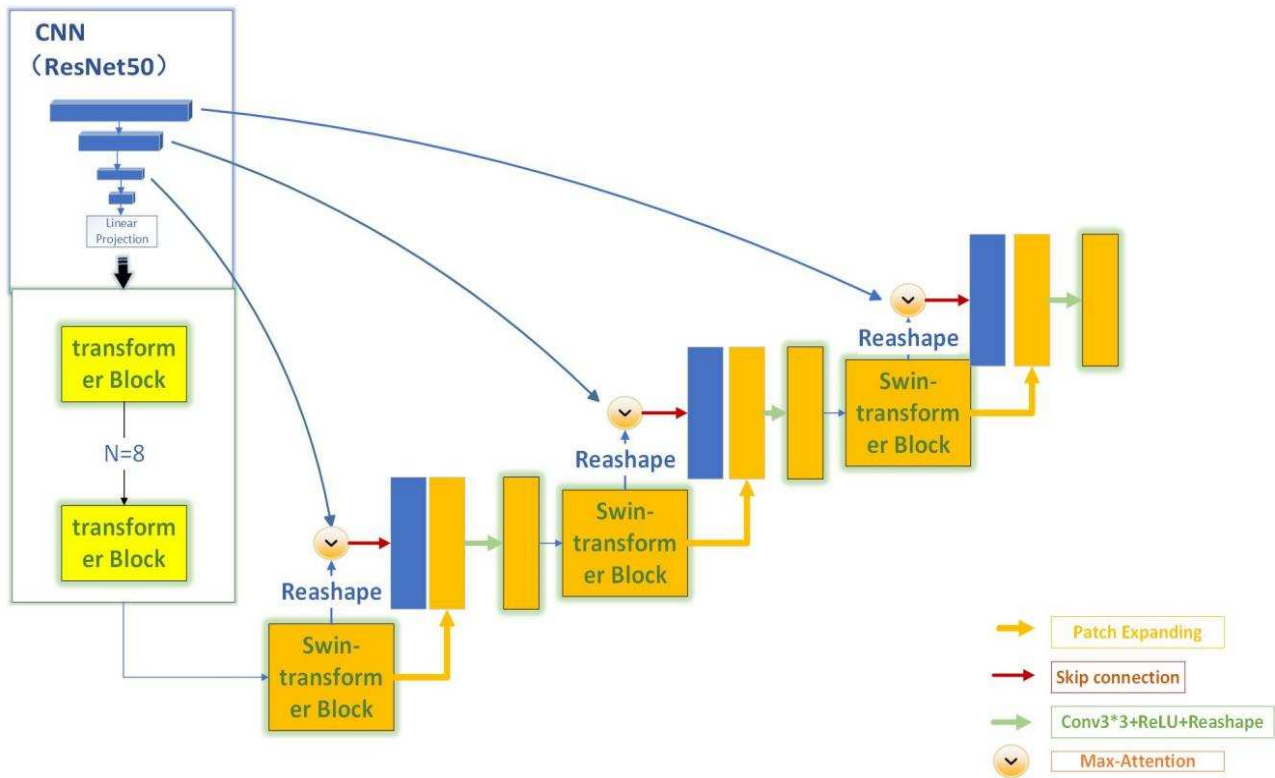 CNN
（ResNet50）
Linear
Projection
transform
er Block
N=8
transform
er Block
Reashape
Swin-
transform
er Block
Reashape
Swin-
transform
er Block
Reashape
Swin-
transform
er Block
Patch Expanding
Skip connection
Conv3*3+ReLU+Reashape
Max-Attention